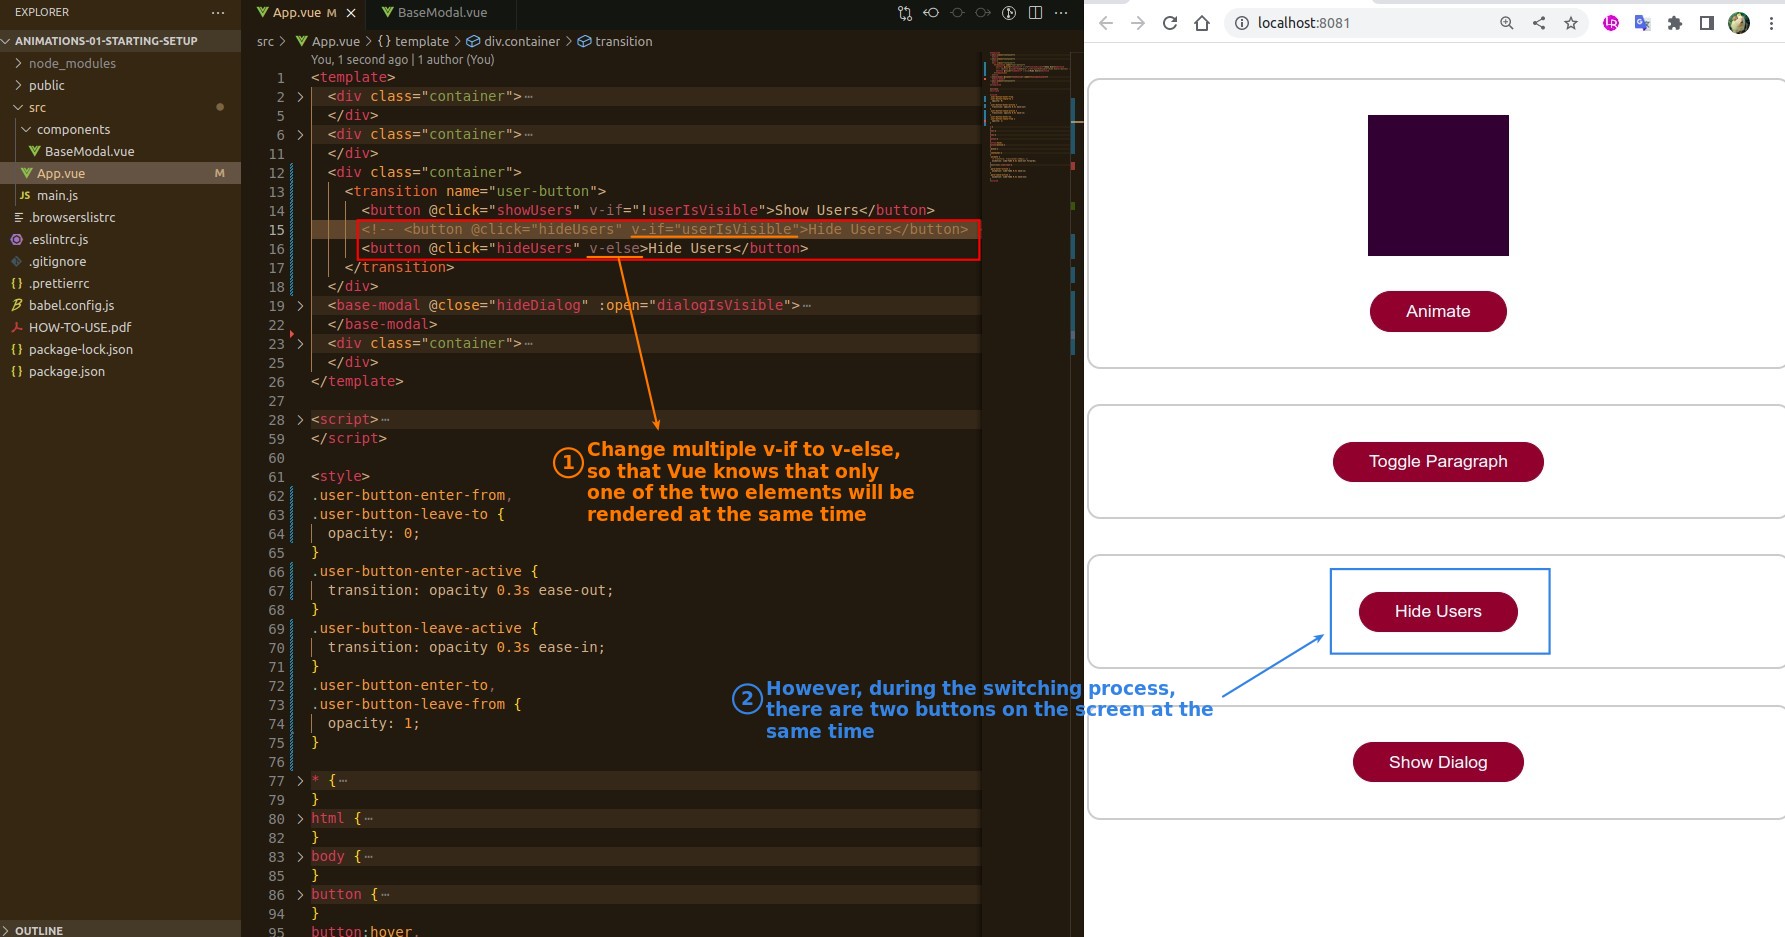 EXPLORER
ANIMATIONS-01-STARTING-SETUP
node_modules
public
src
components
BaseModal.vue
App.vue M
main.js
.browserslistrc
.eslintrc.js
.gitignore
.prettierrc
babel.config.js
HOW-TO-USE.pdf
package-lock.json
package.json
OUTLINE
App.vue M
BaseModal.vue
src > App.vue > {} template > div.container > transition
You, 1 second ago | 1 author (You)
1 <template>
2 <div class="container">⋯
5 </div>
6 <div class="container">⋯
11 </div>
12 <div class="container">
13 <transition name="user-button">
14 <button @click="showUsers" v-if="!userIsVisible">Show Users</button>
15 <!-- <button @click="hideUsers" v-if="userIsVisible">Hide Users</button>
16 <button @click="hideUsers" v-else>Hide Users</button>
17 </transition>
18 </div>
19 <base-modal @close="hideDialog" :open="dialogIsVisible">⋯
22 </base-modal>
23 <div class="container">⋯
25 </div>
26 </template>
27
28 <script>⋯
59 </script>
60
61 <style>
62 .user-button-enter-from,
63 .user-button-leave-to {
64 opacity: 0;
65 }
66 .user-button-enter-active {
67 transition: opacity 0.3s ease-out;
68 }
69 .user-button-leave-active {
70 transition: opacity 0.3s ease-in;
71 }
72 .user-button-enter-to,
73 .user-button-leave-from {
74 opacity: 1;
75 }
76
77 * {⋯
79 }
80 html {⋯
82 }
83 body {⋯
85 }
86 button {⋯
94 }
95 button:hover,
1 Change multiple v-if to v-else,
so that Vue knows that only
one of the two elements will be
rendered at the same time
2 However, during the switching process,
there are two buttons on the screen at the
same time
localhost:8081
Animate
Toggle Paragraph
Hide Users
Show Dialog